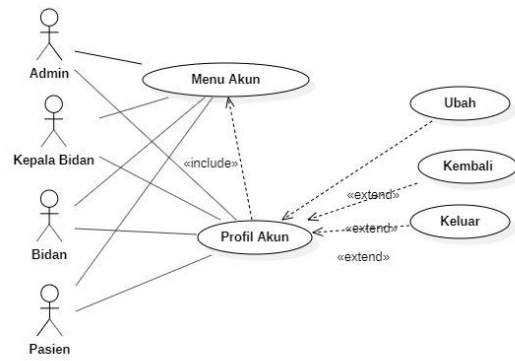 Admin
Menu Akun
Ubah
Kepala Bidan
«include»
Kembali
«extend»
Keluar
Bidan
Profil Akun
«extend»
«extend»
Pasien